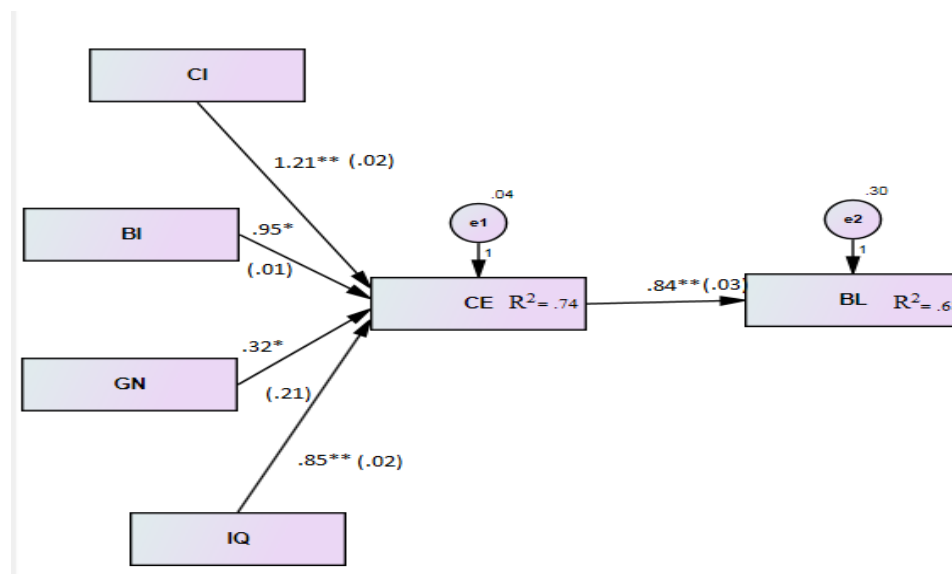 CI
1.21** (.02)
BI
.95*
(.01)
.04
e1
1
.30
e2
1
CE R²= .74
.84** (.03)
BL R²= .6
GN
.32*
(.21)
.85** (.02)
IQ